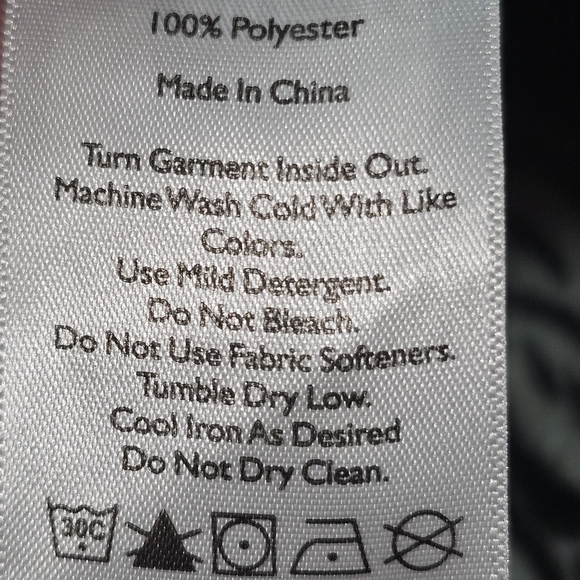 100% Polyester
Made In China
Turn Garment Inside Out.
Machine Wash Cold With Like
Colors.
Use Mild Detergent.
Do Not Bleach.
Do Not Use Fabric Softeners.
Tumble Dry Low.
Cool Iron As Desired
Do Not Dry Clean.
30C